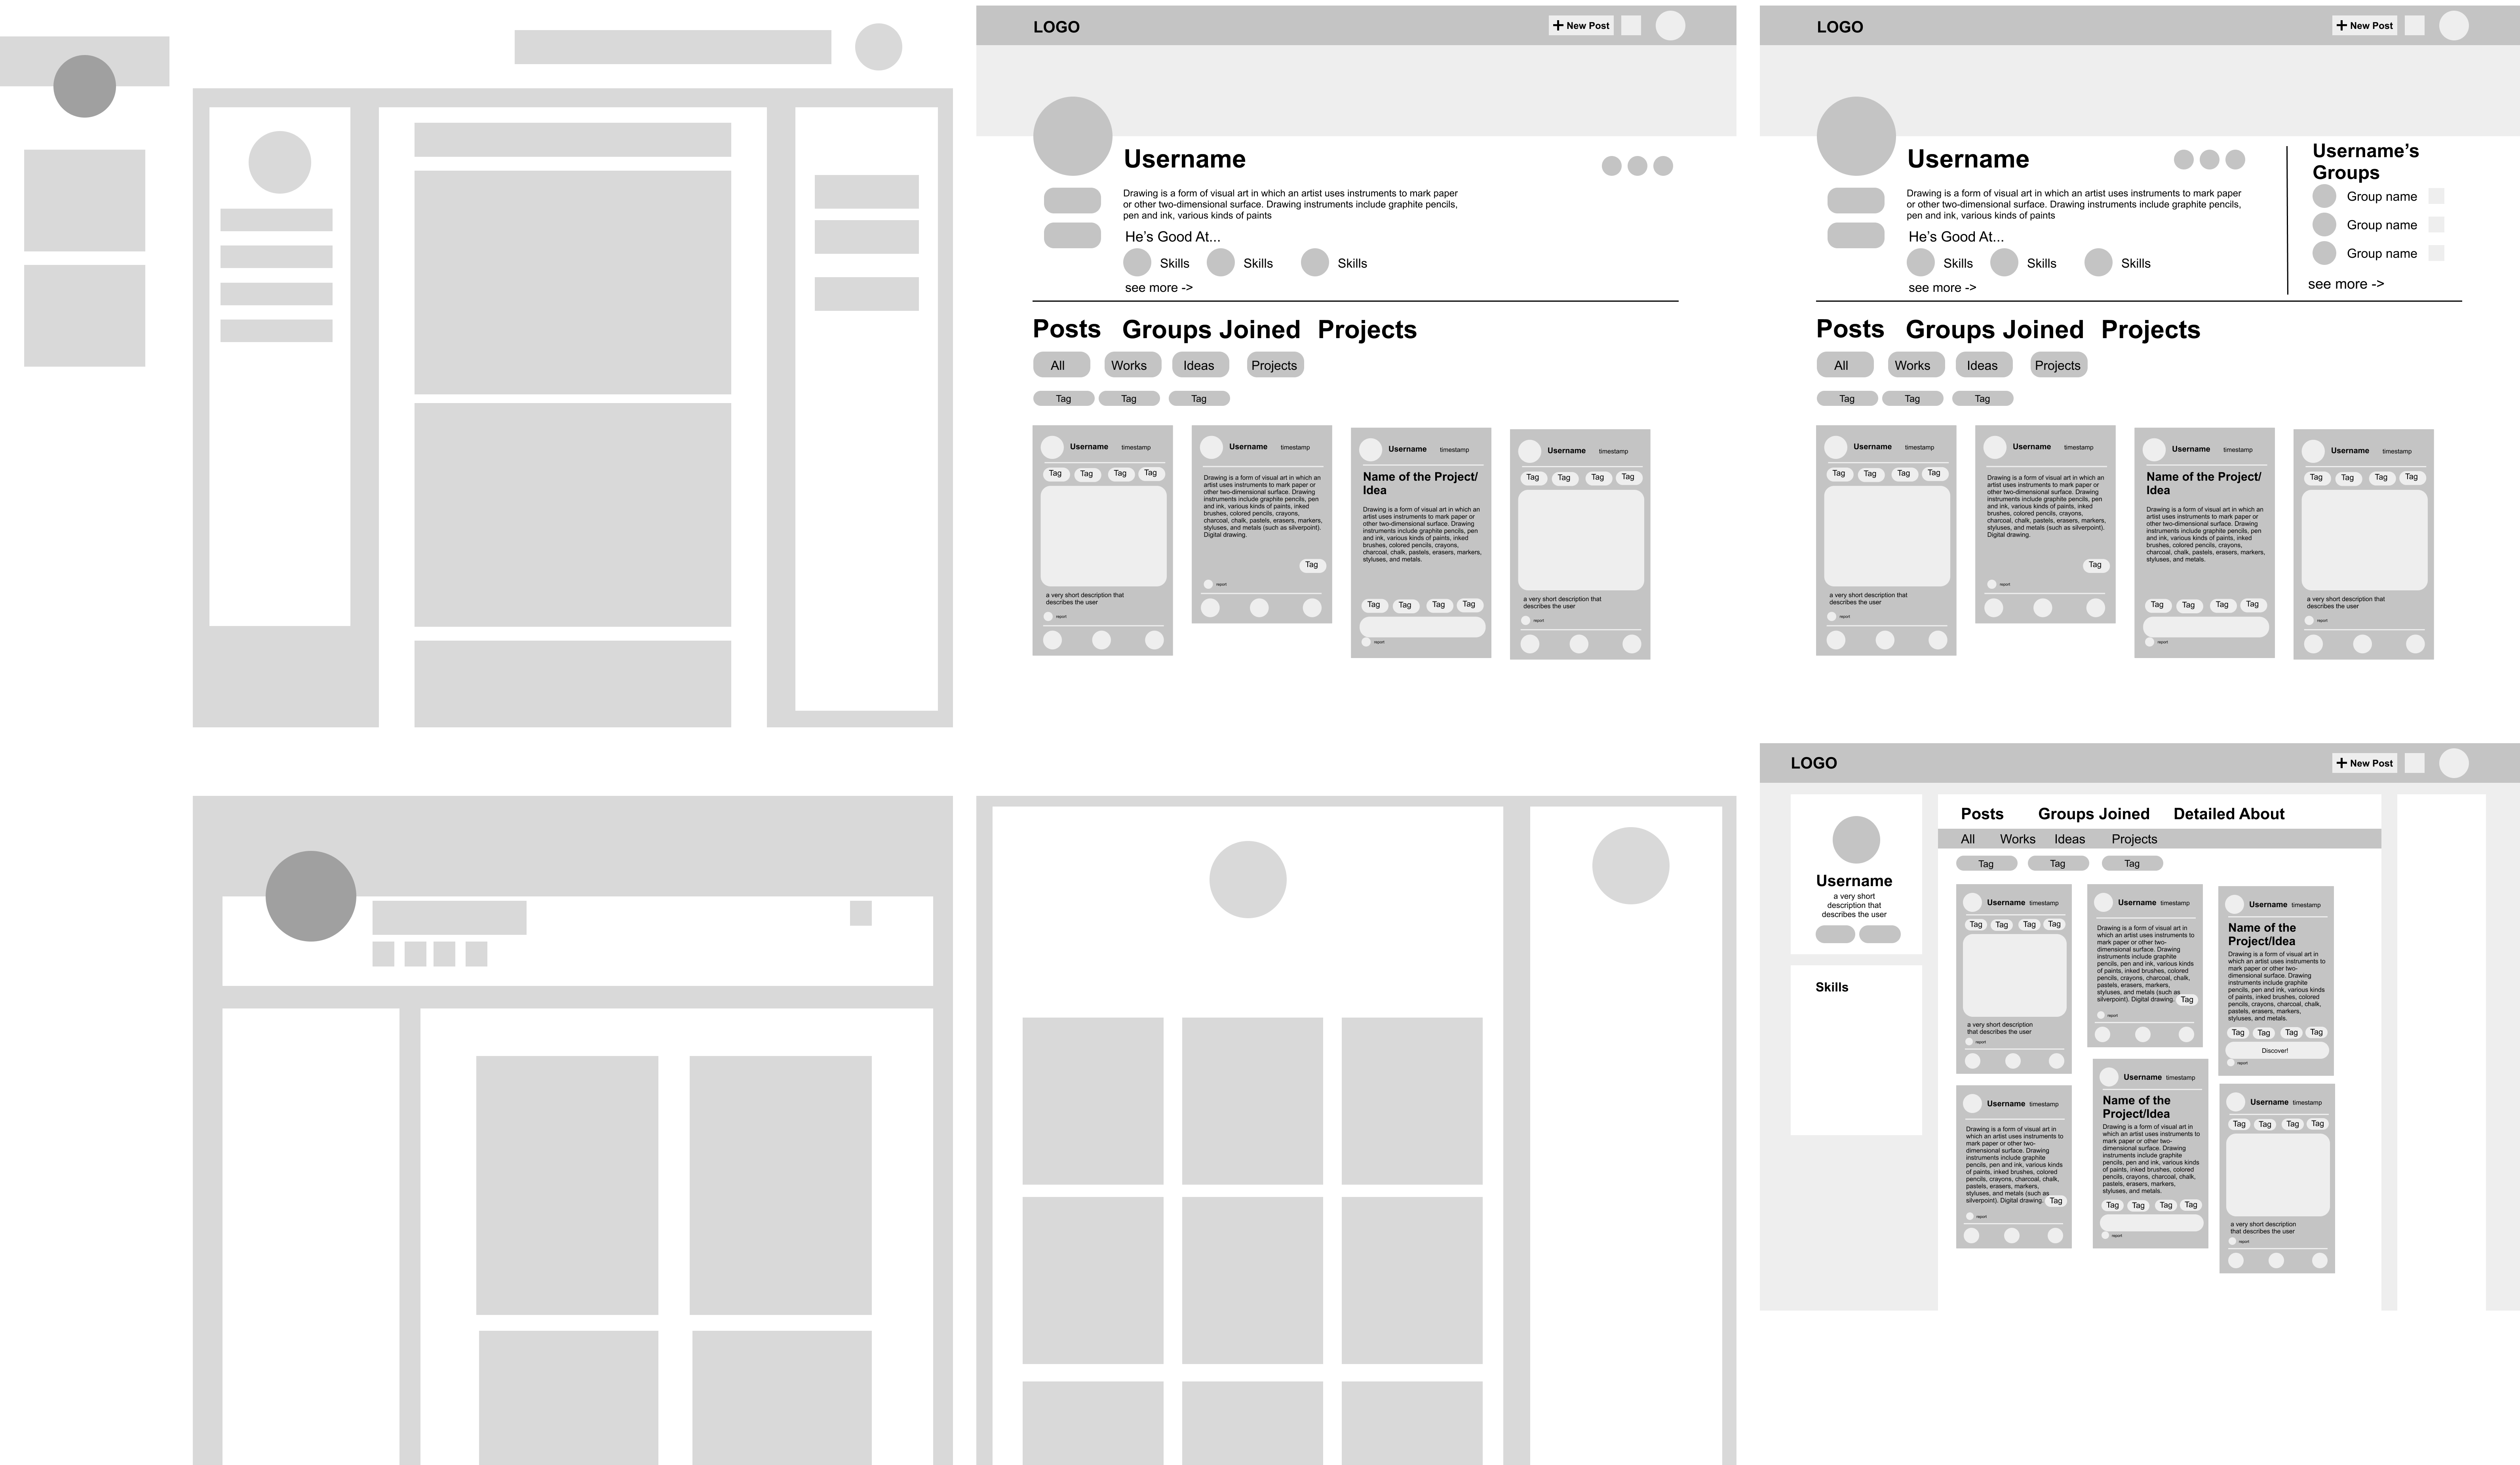 LOGO
+ New Post
Username
Drawing is a form of visual art in which an artist uses instruments to mark paper
or other two-dimensional surface. Drawing instruments include graphite pencils,
pen and ink, various kinds of paints
He's Good At...
Skills Skills Skills
see more ->
Posts Groups Joined Projects
All Works Ideas Projects
Tag Tag Tag
Username timestamp
Tag Tag Tag Tag
a very short description that
describes the user
report
Username timestamp
Drawing is a form of visual art in which an
artist uses instruments to mark paper or
other two-dimensional surface. Drawing
instruments include graphite pencils, pen
and ink, various kinds of paints, inked
brushes, colored pencils, crayons,
charcoal, chalk, pastels, erasers, markers,
styluses, and metals (such as silverpoint).
Digital drawing.
Tag
report
Username timestamp
Name of the Project/
Idea
Drawing is a form of visual art in which an
artist uses instruments to mark paper or
other two-dimensional surface. Drawing
instruments include graphite pencils, pen
and ink, various kinds of paints, inked
brushes, colored pencils, crayons,
charcoal, chalk, pastels, erasers, markers,
styluses, and metals.
Tag Tag Tag Tag
report
Username timestamp
Tag Tag Tag Tag
a very short description that
describes the user
report
LOGO
+ New Post
Username
Drawing is a form of visual art in which an artist uses instruments to mark paper
or other two-dimensional surface. Drawing instruments include graphite pencils,
pen and ink, various kinds of paints
He's Good At...
Skills Skills Skills
see more ->
Username's
Groups
Group name
Group name
Group name
see more ->
Posts Groups Joined Projects
All Works Ideas Projects
Tag Tag Tag
Username timestamp
Tag Tag Tag Tag
a very short description that
describes the user
report
Username timestamp
Drawing is a form of visual art in which an
artist uses instruments to mark paper or
other two-dimensional surface. Drawing
instruments include graphite pencils, pen
and ink, various kinds of paints, inked
brushes, colored pencils, crayons,
charcoal, chalk, pastels, erasers, markers,
styluses, and metals (such as silverpoint).
Digital drawing.
Tag
report
Username timestamp
Name of the Project/
Idea
Drawing is a form of visual art in which an
artist uses instruments to mark paper or
other two-dimensional surface. Drawing
instruments include graphite pencils, pen
and ink, various kinds of paints, inked
brushes, colored pencils, crayons,
charcoal, chalk, pastels, erasers, markers,
styluses, and metals.
Tag Tag Tag Tag
report
Username timestamp
Tag Tag Tag Tag
a very short description that
describes the user
report
LOGO
+ New Post
Username
a very short
description that
describes the user
Skills
Posts Groups Joined Detailed About
All Works Ideas Projects
Tag Tag Tag
Username timestamp
Tag Tag Tag Tag
a very short description
that describes the user
report
Username timestamp
Drawing is a form of visual art in
which an artist uses instruments to
mark paper or other two-
dimensional surface. Drawing
instruments include graphite
pencils, pen and ink, various kinds
of paints, inked brushes, colored
pencils, crayons, charcoal, chalk,
pastels, erasers, markers,
styluses, and metals (such as
silverpoint). Digital drawing.
Tag
report
Username timestamp
Name of the
Project/Idea
Drawing is a form of visual art in
which an artist uses instruments to
mark paper or other two-
dimensional surface. Drawing
instruments include graphite
pencils, pen and ink, various kinds
of paints, inked brushes, colored
pencils, crayons, charcoal, chalk,
pastels, erasers, markers,
styluses, and metals.
Tag Tag Tag Tag
Discover!
report
Username timestamp
Drawing is a form of visual art in
which an artist uses instruments to
mark paper or other two-
dimensional surface. Drawing
instruments include graphite
pencils, pen and ink, various kinds
of paints, inked brushes, colored
pencils, crayons, charcoal, chalk,
pastels, erasers, markers,
styluses, and metals (such as
silverpoint). Digital drawing.
Tag
report
Username timestamp
Name of the
Project/Idea
Drawing is a form of visual art in
which an artist uses instruments to
mark paper or other two-
dimensional surface. Drawing
instruments include graphite
pencils, pen and ink, various kinds
of paints, inked brushes, colored
pencils, crayons, charcoal, chalk,
pastels, erasers, markers,
styluses, and metals.
Tag Tag Tag Tag
report
Username timestamp
Tag Tag Tag Tag
a very short description
that describes the user
report